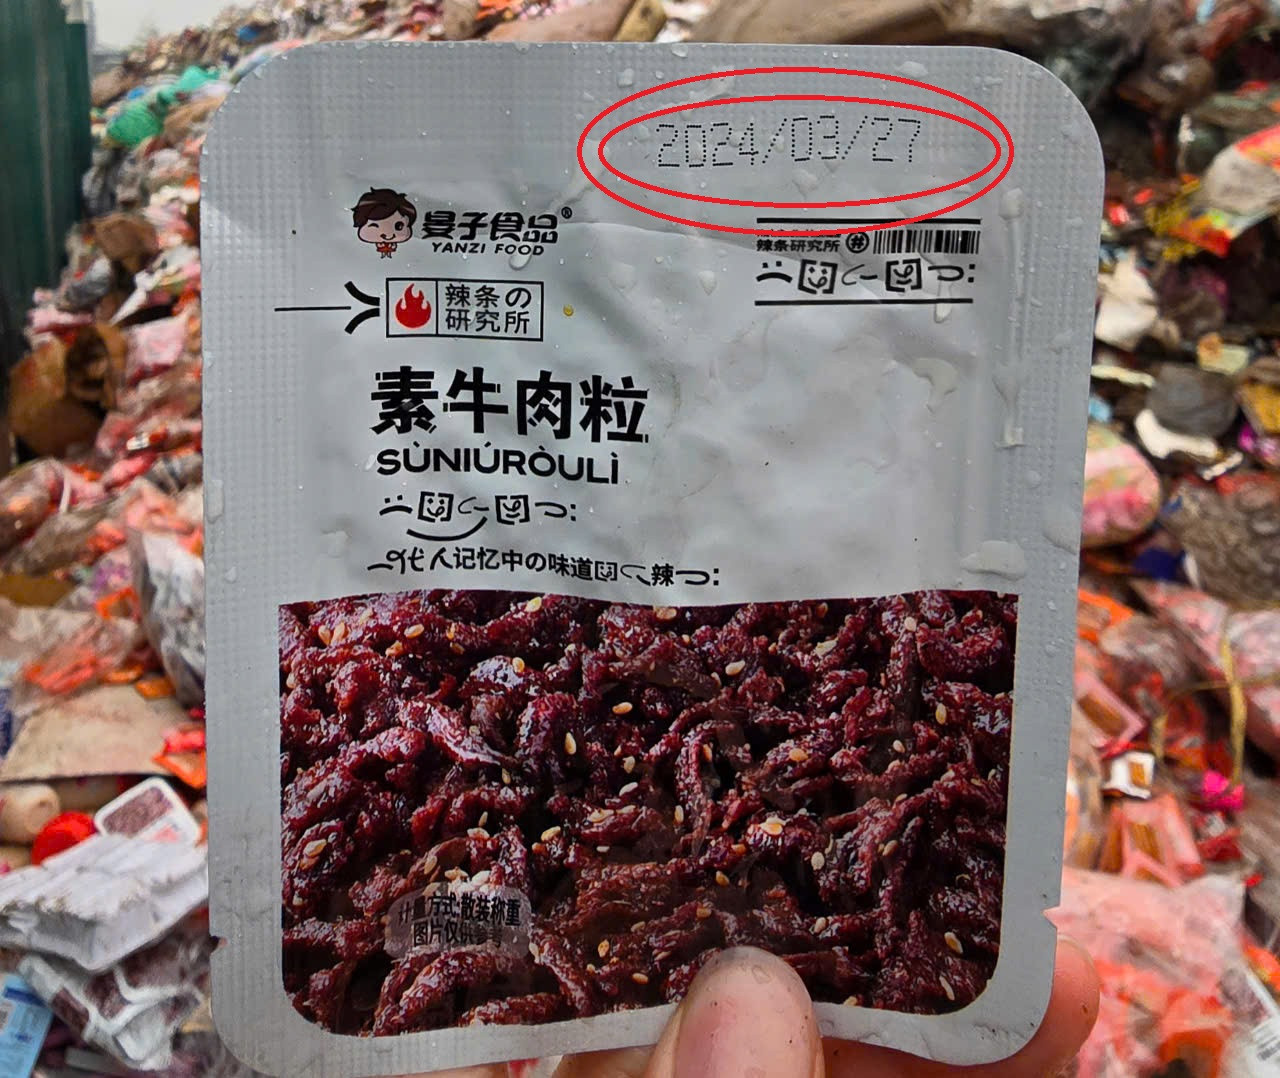 2024/03/27
晏子食品®
YANZI FOOD
辣条研究所
辣条の
研究所
素牛肉粒
SÙNIÚRÒULÌ
一代人记忆中の味道
辣
计量方式:散装称重
图片仅供参考